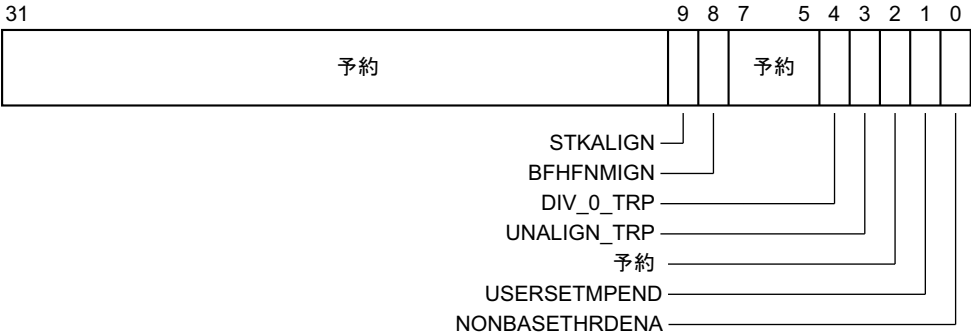 31 9 8 7 5 4 3 2 1 0
予約 予約
STKALIGN
BFHFNMIGN
DIV_0_TRP
UNALIGN_TRP
予約
USERSETMPEND
NONBASETHRDENA